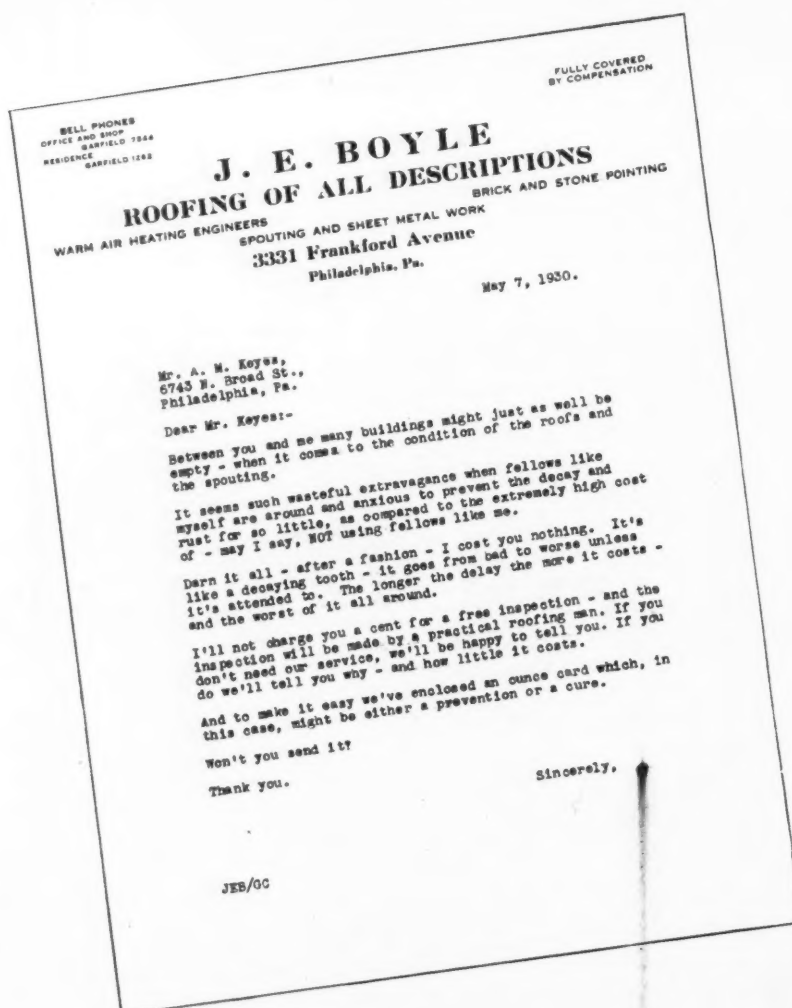 BELL PHONES
OFFICE AND SHOP
GARFIELD 7544
RESIDENCE
GARFIELD 1262
FULLY COVERED
BY COMPENSATION
J. E. BOYLE
ROOFING OF ALL DESCRIPTIONS
WARM AIR HEATING ENGINEERS
SPOUTING AND SHEET METAL WORK
BRICK AND STONE POINTING
3331 Frankford Avenue
Philadelphia, Pa.
May 7, 1930.
Mr. A. M. Keyes,
6743 N. Broad St.,
Philadelphia, Pa.
Dear Mr. Keyes:-
Between you and me many buildings might just as well be
empty - when it comes to the condition of the roofs and
the spouting.
It seems such wasteful extravagance when fellows like
myself are around and anxious to prevent the decay and
rust for so little, as compared to the extremely high cost
of - may I say, NOT using fellows like me.
Darn it all - after a fashion - I cost you nothing. It's
like a decaying tooth - it goes from bad to worse unless
it's attended to. The longer the delay the more it costs -
and the worst of it all around.
I'll not charge you a cent for a free inspection - and the
inspection will be made by a practical roofing man. If you
don't need our service, we'll be happy to tell you. If you
do we'll tell you why - and how little it costs.
And to make it easy we've enclosed an ounce card which, in
this case, might be either a prevention or a cure.
Won't you send it?
Thank you.
Sincerely,
JEB/GC